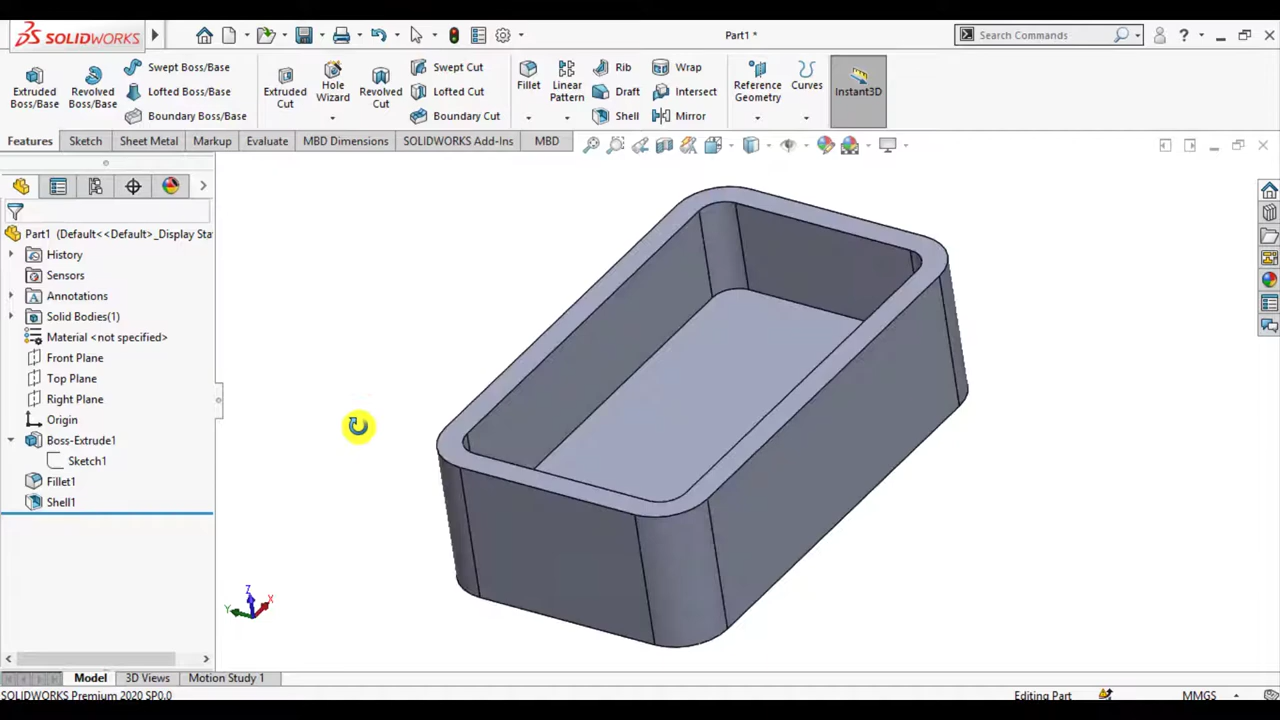 SOLIDWORKS
Part1 *
Search Commands
Extruded Boss/Base
Revolved Boss/Base
Swept Boss/Base
Lofted Boss/Base
Boundary Boss/Base
Extruded Cut
Hole Wizard
Revolved Cut
Swept Cut
Lofted Cut
Boundary Cut
Fillet
Linear Pattern
Rib
Draft
Shell
Wrap
Intersect
Mirror
Reference Geometry
Curves
Instant3D
Features
Sketch
Sheet Metal
Markup
Evaluate
MBD Dimensions
SOLIDWORKS Add-Ins
MBD
Part1 (Default<<Default>_Display Sta
History
Sensors
Annotations
Solid Bodies(1)
Material <not specified>
Front Plane
Top Plane
Right Plane
Origin
Boss-Extrude1
Sketch1
Fillet1
Shell1
Z
Y
X
Model
3D Views
Motion Study 1
SOLIDWORKS Premium 2020 SP0.0
Editing Part
MMGS